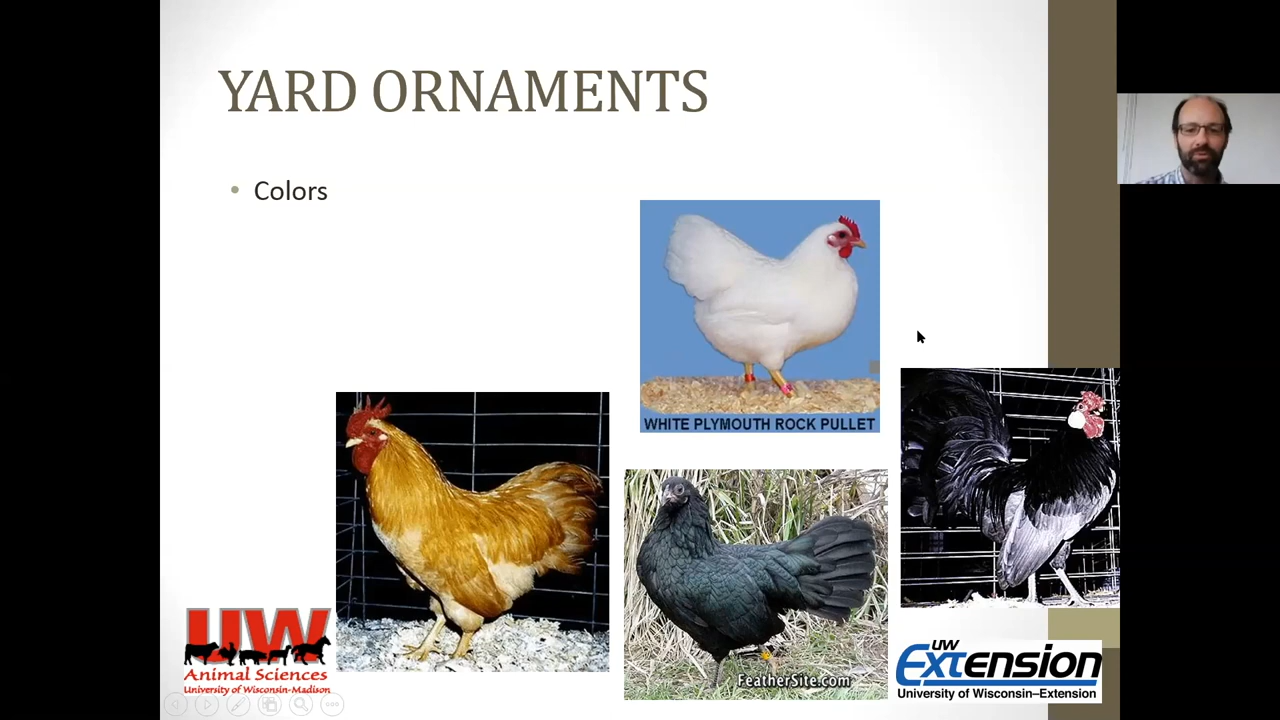 YARD ORNAMENTS
• Colors
WHITE PLYMOUTH ROCK PULLET
FeatherSite.com
UW
Animal Sciences
University of Wisconsin-Madison
UW
Extension
University of Wisconsin–Extension